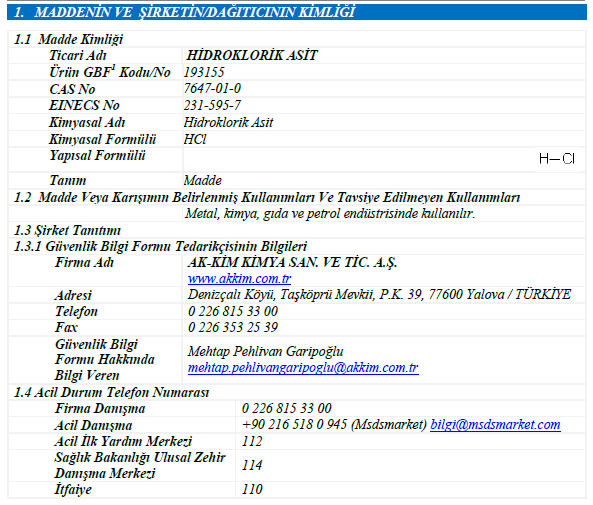 1. MADDENİN VE ŞİRKETİN/DAĞITICININ KİMLİĞİ
1.1 Madde Kimliği
Ticari Adı HİDROKLORİK ASİT
Ürün GBF1 Kodu/No 193155
CAS No 7647-01-0
EINECS No 231-595-7
Kimyasal Adı Hidroklorik Asit
Kimyasal Formülü HCl
Yapısal Formülü H—Cl
Tanım Madde
1.2 Madde Veya Karışımın Belirlenmiş Kullanımları Ve Tavsiye Edilmeyen Kullanımları
Metal, kimya, gıda ve petrol endüstrisinde kullanılır.
1.3 Şirket Tanıtımı
1.3.1 Güvenlik Bilgi Formu Tedarikçisinin Bilgileri
Firma Adı AK-KİM KİMYA SAN. VE TİC. A.Ş.
www.akkim.com.tr
Adresi Denizçalı Köyü, Taşköprü Mevkii, P.K. 39, 77600 Yalova / TÜRKİYE
Telefon 0 226 815 33 00
Fax 0 226 353 25 39
Güvenlik Bilgi
Formu Hakkında
Bilgi Veren
Mehtap Pehlivan Garipoğlu
mehtap.pehlivangaripoglu@akkim.com.tr
1.4 Acil Durum Telefon Numarası
Firma Danışma 0 226 815 33 00
Acil Danışma +90 216 518 0 945 (Msdsmarket) bilgi@msdsmarket.com
Acil İlk Yardım Merkezi 112
Sağlık Bakanlığı Ulusal Zehir
Danışma Merkezi 114
İtfaiye 110